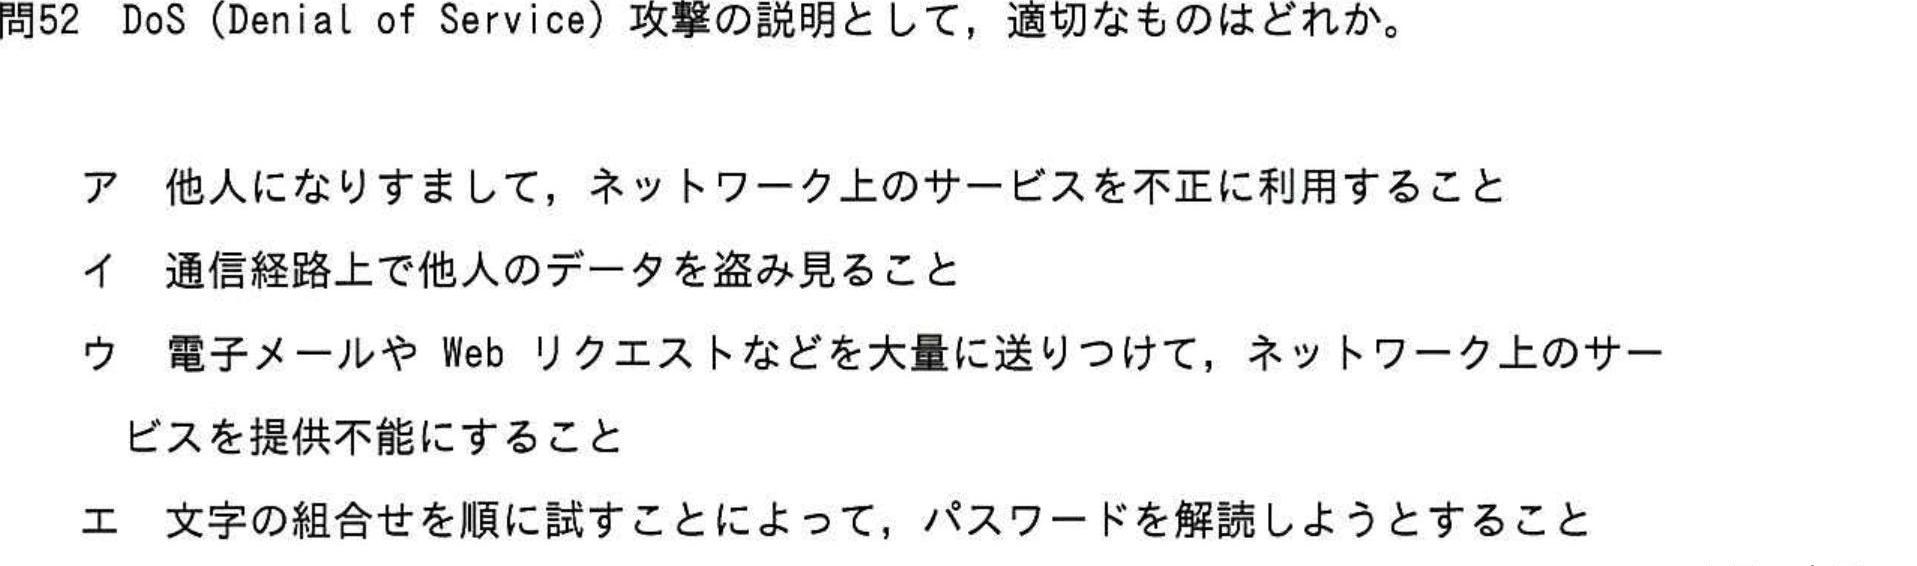 問52　DoS (Denial of Service) 攻撃の説明として，適切なものはどれか。
ア　他人になりすまして，ネットワーク上のサービスを不正に利用すること
イ　通信経路上で他人のデータを盗み見ること
ウ　電子メールや Web リクエストなどを大量に送りつけて，ネットワーク上のサー
ビスを提供不能にすること
エ　文字の組合せを順に試すことによって，パスワードを解読しようとすること